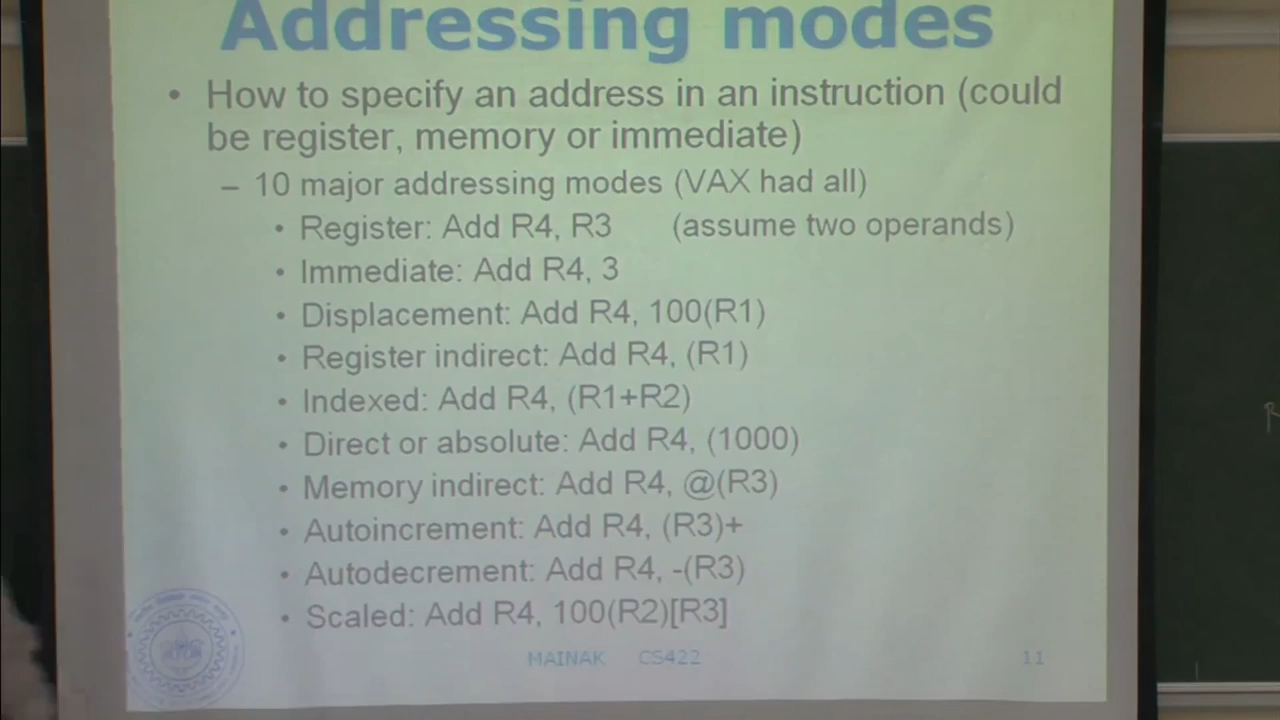 Addressing modes
• How to specify an address in an instruction (could
be register, memory or immediate)
– 10 major addressing modes (VAX had all)
• Register: Add R4, R3 (assume two operands)
• Immediate: Add R4, 3
• Displacement: Add R4, 100(R1)
• Register indirect: Add R4, (R1)
• Indexed: Add R4, (R1+R2)
• Direct or absolute: Add R4, (1000)
• Memory indirect: Add R4, @(R3)
• Autoincrement: Add R4, (R3)+
• Autodecrement: Add R4, -(R3)
• Scaled: Add R4, 100(R2)[R3]
MAINAK CS422 11